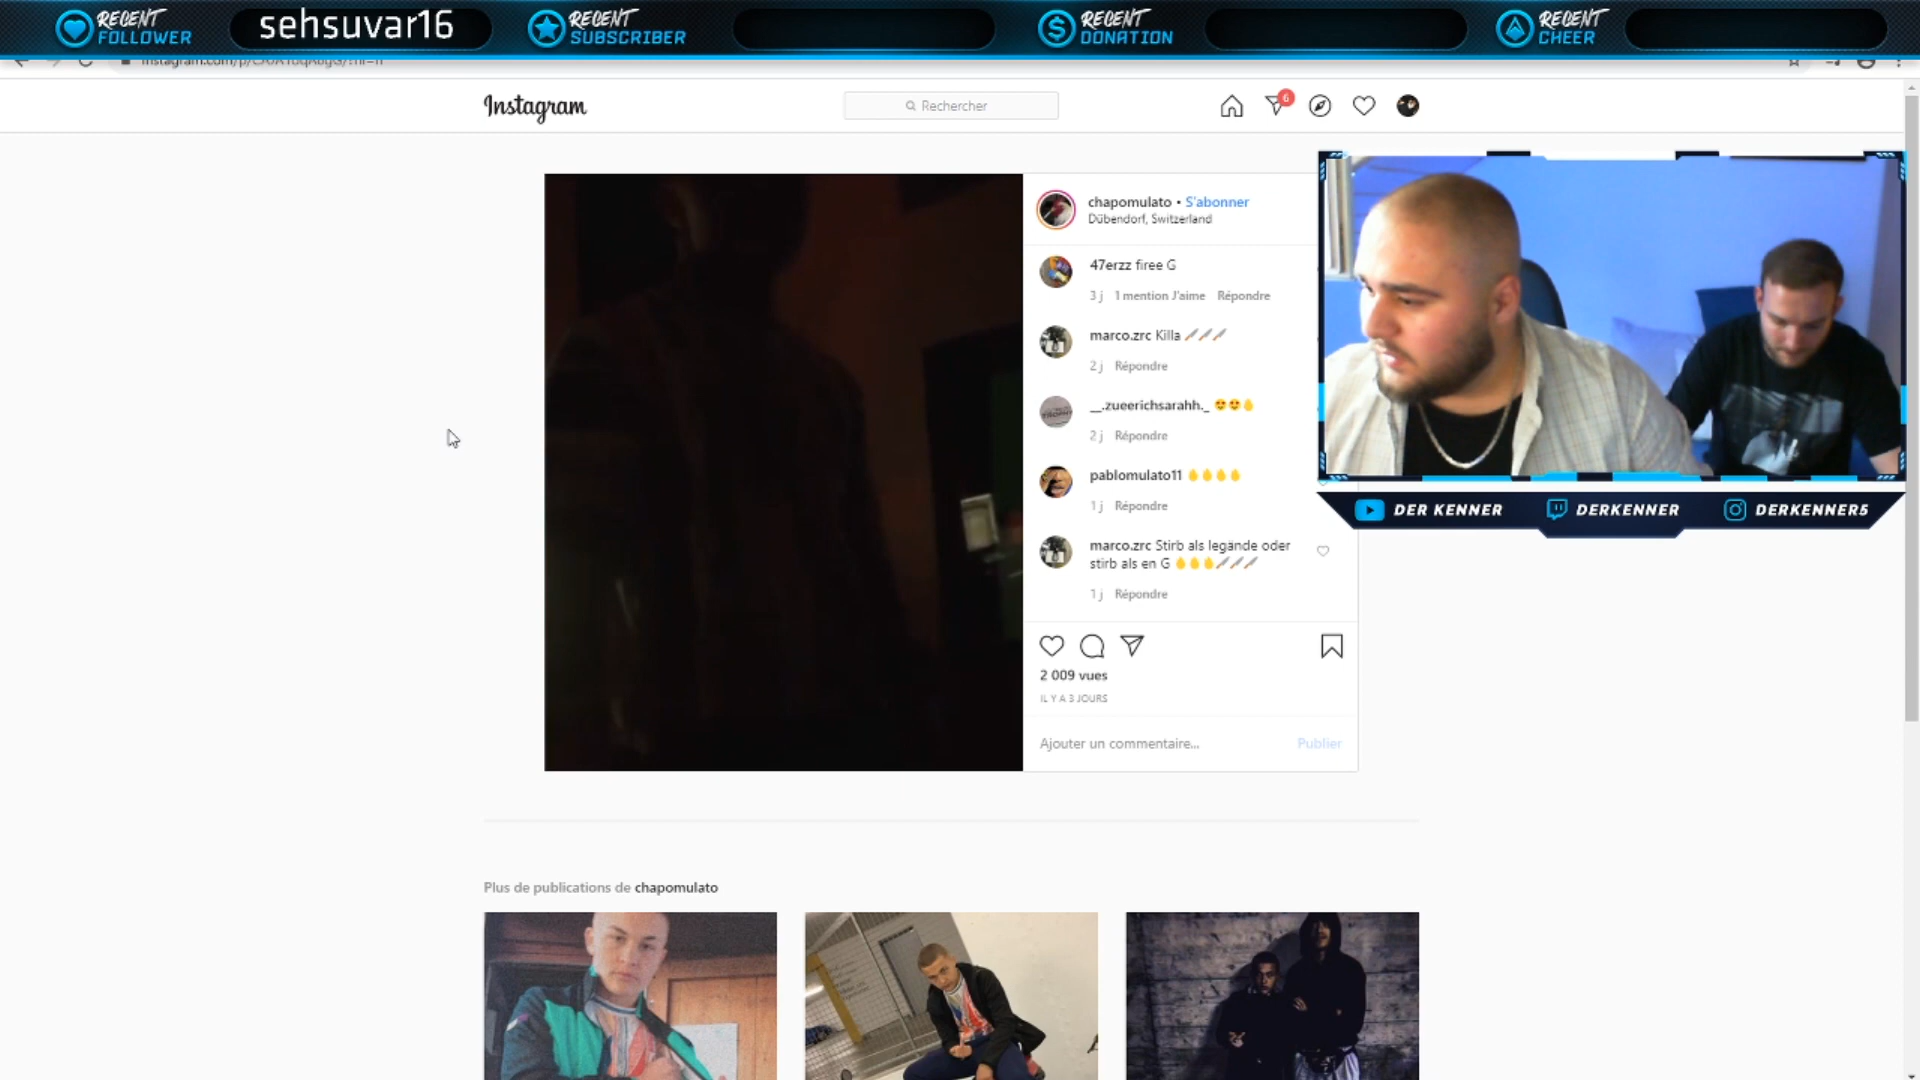 RECENT FOLLOWER
sehsuvar16
RECENT SUBSCRIBER
RECENT DONATION
RECENT CHEER
Instagram
Rechercher
6
chapomulato • S'abonner
Dübendorf, Switzerland
47erzz firee G
3 j 1 mention J'aime Répondre
marco.zrc Killa
2 j Répondre
__.zueerichsarahh._
2 j Répondre
pablomulato11
1 j Répondre
marco.zrc Stirb als legände oder
stirb als en G
1 j Répondre
DER KENNER
DERKENNER
DERKENNER5
2 009 vues
IL Y A 3 JOURS
Ajouter un commentaire...
Publier
Plus de publications de chapomulato